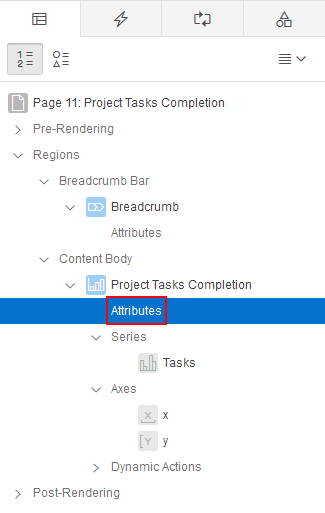 Page 11: Project Tasks Completion
Pre-Rendering
Regions
Breadcrumb Bar
Breadcrumb
Attributes
Content Body
Project Tasks Completion
Attributes
Series
Tasks
Axes
x
y
Dynamic Actions
Post-Rendering